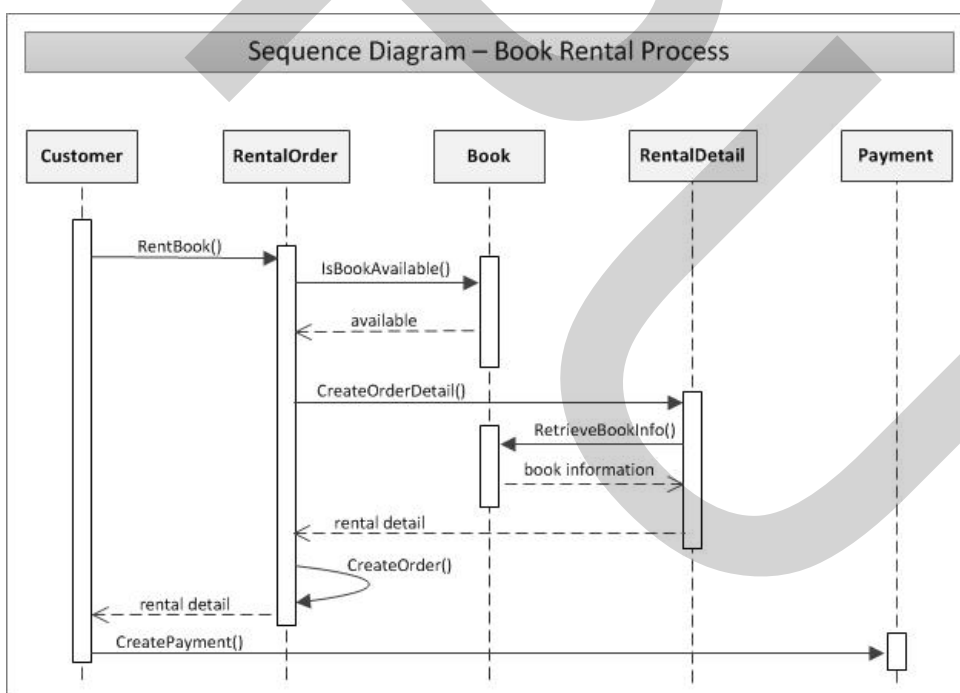 Sequence Diagram – Book Rental Process
Customer
RentalOrder
Book
RentalDetail
Payment
RentBook()
IsBookAvailable()
available
CreateOrderDetail()
RetrieveBookInfo()
book information
rental detail
CreateOrder()
rental detail
CreatePayment()